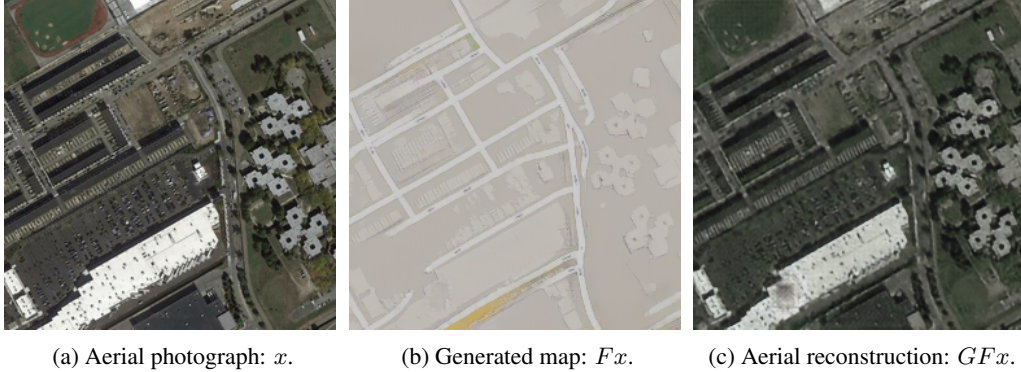 (a) Aerial photograph: x.
(b) Generated map: Fx.
(c) Aerial reconstruction: GFx.